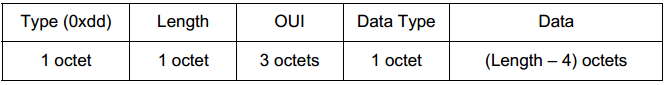 Type (0xdd) Length OUI Data Type Data
1 octet 1 octet 3 octets 1 octet (Length – 4) octets